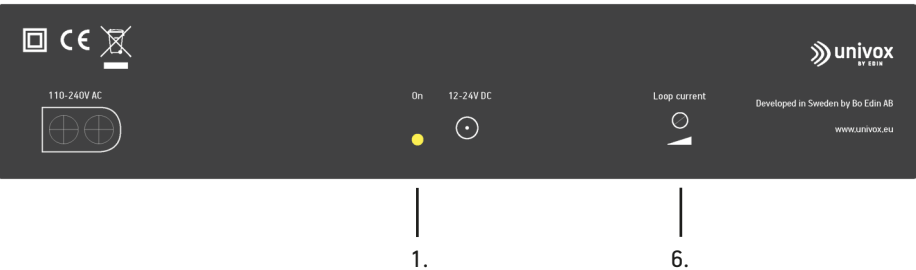 CE
univox
BY EDIN
110-240V AC
On
12-24V DC
Loop current
Developed in Sweden by Bo Edin AB
www.univox.eu
1.
6.